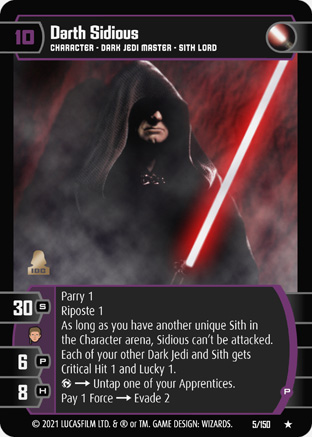 10 Darth Sidious
CHARACTER - DARK JEDI MASTER - SITH LORD
IDC
30 S
6 P
8 H
Parry 1
Riposte 1
As long as you have another unique Sith in
the Character arena, Sidious can't be attacked.
Each of your other Dark Jedi and Sith gets
Critical Hit 1 and Lucky 1.
→ Untap one of your Apprentices.
Pay 1 Force → Evade 2
P
© 2021 LUCASFILM LTD. & ® or TM. GAME DESIGN: WIZARDS. 5/150 ★